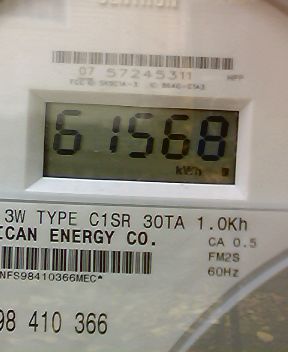 07 57245311
61568
kWh
3W TYPE C1SR 30TA 1.0Kh
ICAN ENERGY CO.
CA 0.5
FM2S
60Hz
NFS98410366MEC*
98 410 366